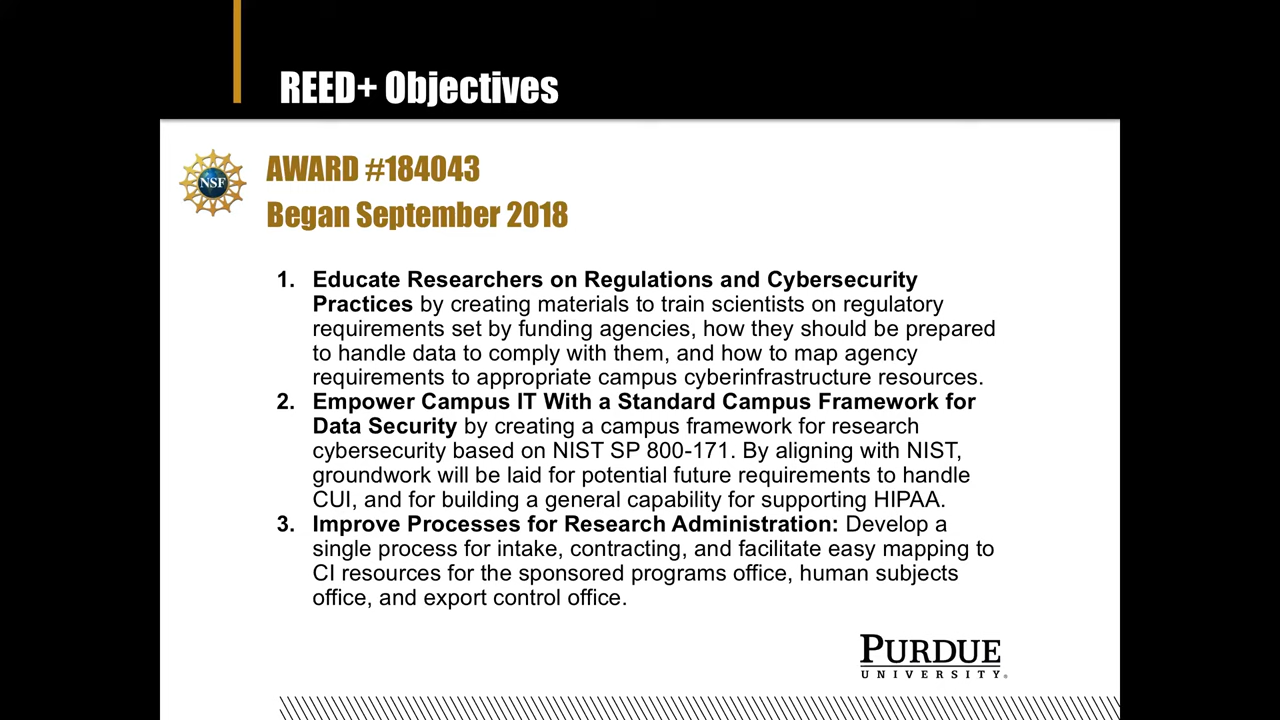 REED+ Objectives
NSF
AWARD #184043
Began September 2018
1. Educate Researchers on Regulations and Cybersecurity
Practices by creating materials to train scientists on regulatory
requirements set by funding agencies, how they should be prepared
to handle data to comply with them, and how to map agency
requirements to appropriate campus cyberinfrastructure resources.
2. Empower Campus IT With a Standard Campus Framework for
Data Security by creating a campus framework for research
cybersecurity based on NIST SP 800-171. By aligning with NIST,
groundwork will be laid for potential future requirements to handle
CUI, and for building a general capability for supporting HIPAA.
3. Improve Processes for Research Administration: Develop a
single process for intake, contracting, and facilitate easy mapping to
CI resources for the sponsored programs office, human subjects
office, and export control office.
PURDUE
UNIVERSITY®